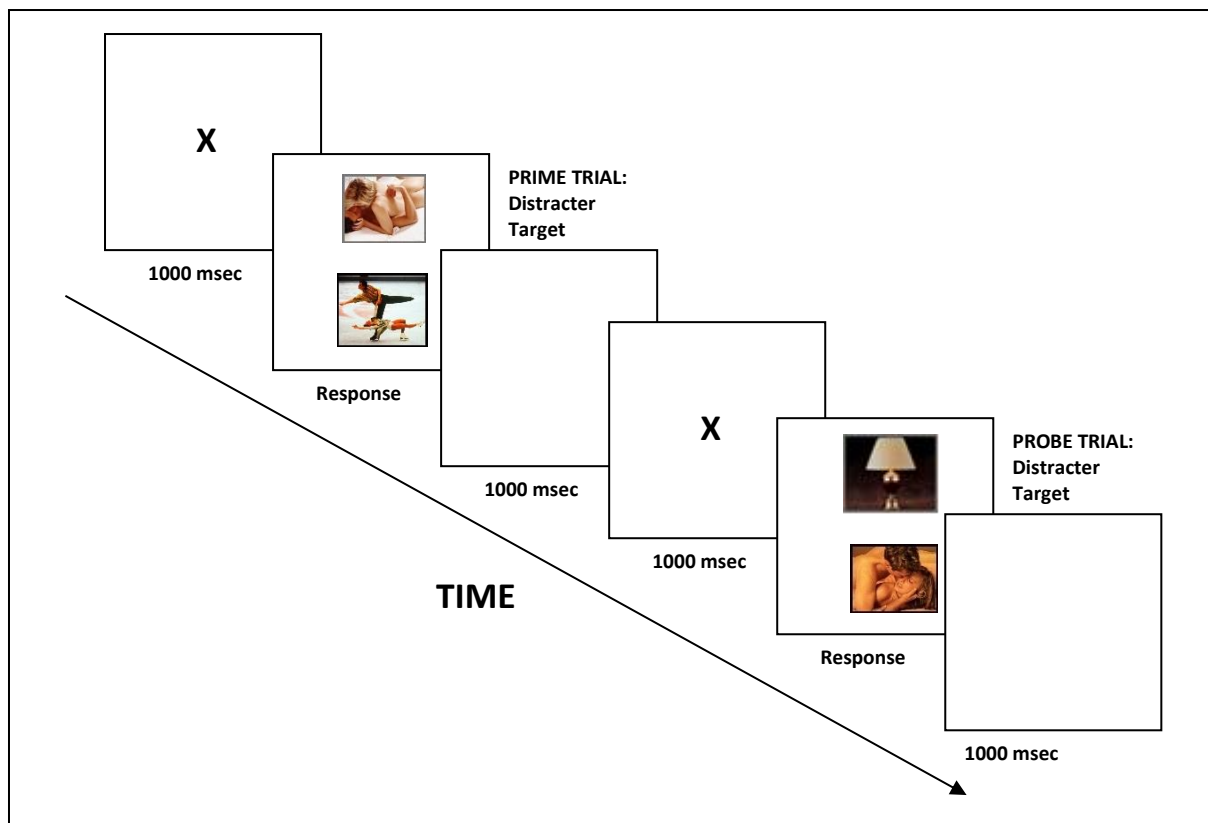 X
1000 msec
PRIME TRIAL:
Distracter
Target
Response
1000 msec
X
1000 msec
PROBE TRIAL:
Distracter
Target
Response
1000 msec
TIME